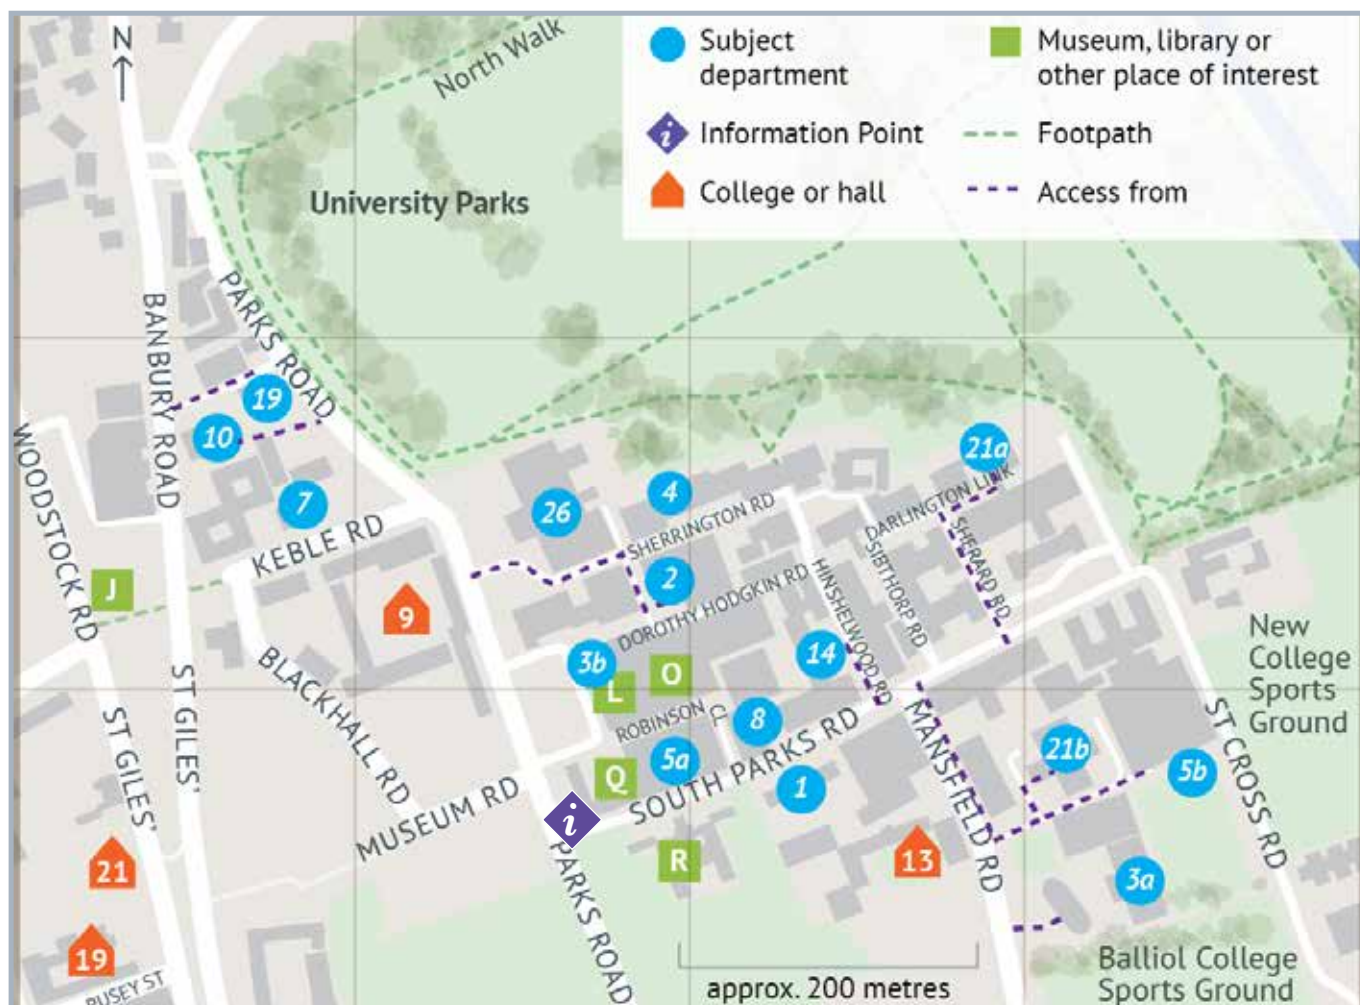 N
North Walk
Subject
department
Museum, library or
other place of interest
i
Information Point
Footpath
College or hall
Access from
University Parks
BANBURY ROAD
PARKS ROAD
WOODSTOCK RD
19
10
7
KEBLE RD
J
9
26
4
SHERRINGTON RD
2
DOROTHY HODGKIN RD
HINSHELWOOD RD
SIBTHORP RD
DARLINGTON LINK
21a
SHERARD RD
3b
L
O
14
ROBINSON CL
8
5a
Q
SOUTH PARKS RD
1
i
R
13
MANSFIELD RD
21b
5b
3a
ST CROSS RD
New
College
Sports
Ground
BLACKHALL RD
MUSEUM RD
ST GILES'
ST GILES'
21
19
BUSEY ST
PARKS ROAD
approx. 200 metres
Balliol College
Sports Ground